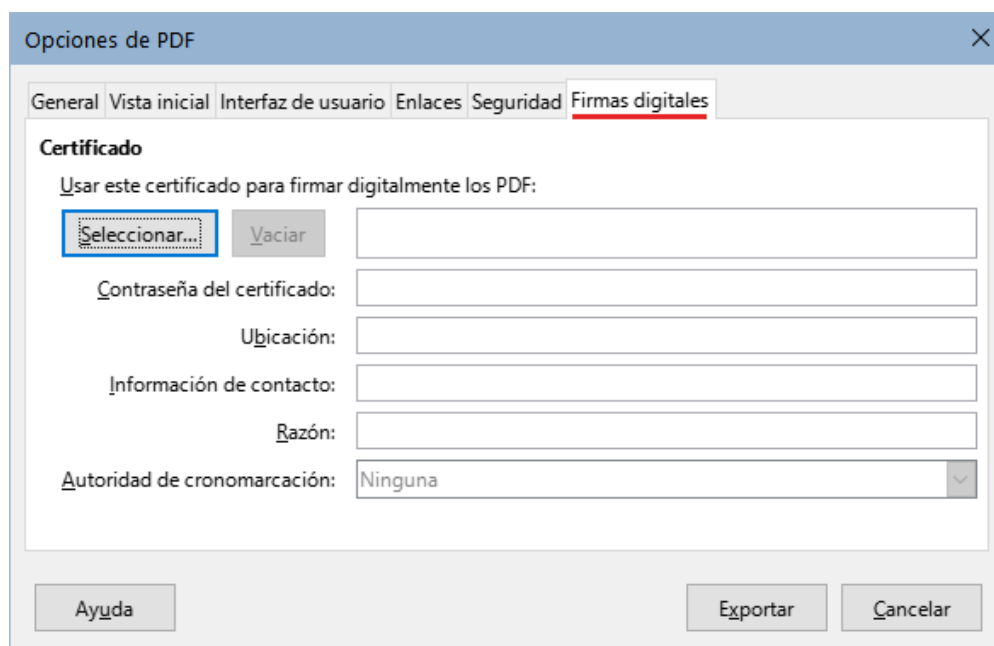 Opciones de PDF
General Vista inicial Interfaz de usuario Enlaces Seguridad Firmas digitales
Certificado
Usar este certificado para firmar digitalmente los PDF:
Seleccionar... Vaciar
Contraseña del certificado:
Ubicación:
Información de contacto:
Razón:
Autoridad de cronomarcación: Ninguna
Ayuda Exportar Cancelar